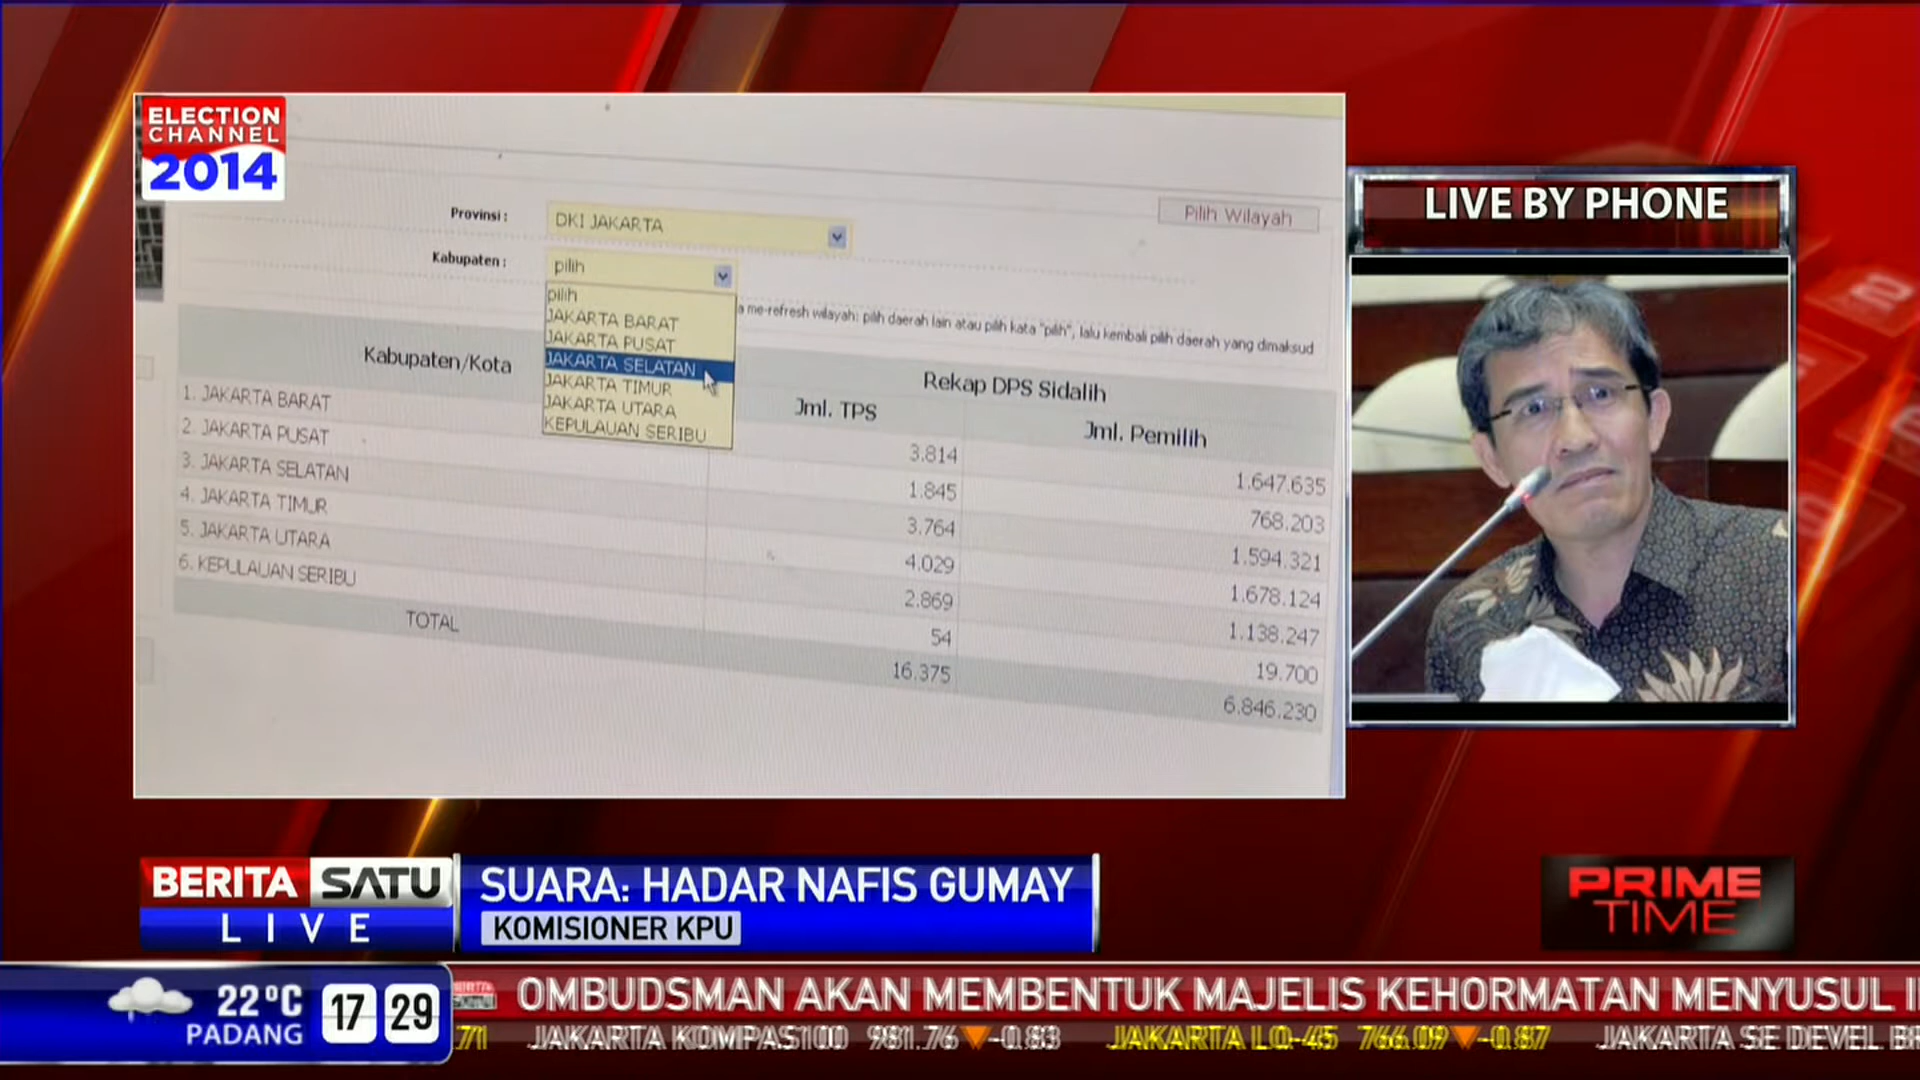 ELECTION
CHANNEL
2014
Provinsi :
DKI JAKARTA
Pilih Wilayah
Kabupaten :
pilih
pilih
JAKARTA BARAT
JAKARTA PUSAT
JAKARTA SELATAN
JAKARTA TIMUR
JAKARTA UTARA
KEPULAUAN SERIBU
a me-refresh wilayah: pilih daerah lain atau pilih kata "pilih", lalu kembali pilih daerah yang dimaksud
Kabupaten/Kota
Rekap DPS Sidalih
Jml. TPS
Jml. Pemilih
1. JAKARTA BARAT 3.814 1.647.635
2. JAKARTA PUSAT 1.845 768.203
3. JAKARTA SELATAN 3.764 1.594.321
4. JAKARTA TIMUR 4.029 1.678.124
5. JAKARTA UTARA 2.869 1.138.247
6. KEPULAUAN SERIBU 54 19.700
TOTAL 16.375 6.846.230
LIVE BY PHONE
BERITA SATU
LIVE
SUARA: HADAR NAFIS GUMAY
KOMISIONER KPU
PRIME
TIME
22°C
PADANG
17 29
OMBUDSMAN AKAN MEMBENTUK MAJELIS KEHORMATAN MENYUSUL
.71 JAKARTA KOMPAS100 981.76 -0.83 JAKARTA LQ-45 766.09 -0.87 JAKARTA SE DEVEL